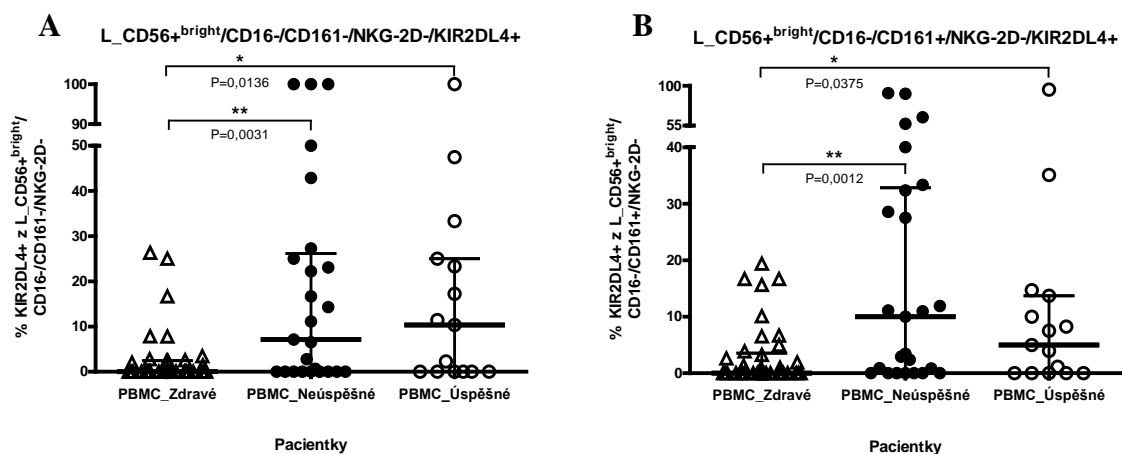 A
L_CD56+bright/CD16-/CD161-/NKG-2D-/KIR2DL4+
*
P=0,0136
**
P=0,0031
100
90
50
40
30
20
10
0
% KIR2DL4+ z L_CD56+bright/
CD16-/CD161-/NKG-2D-
PBMC_Zdravé
PBMC_Neúspěšné
PBMC_Úspěšné
Pacientky
B
L_CD56+bright/CD16-/CD161+/NKG-2D-/KIR2DL4+
*
P=0,0375
**
P=0,0012
100
55
40
30
20
10
0
% KIR2DL4+ z L_CD56+bright/
CD16-/CD161+/NKG-2D-
PBMC_Zdravé
PBMC_Neúspěšné
PBMC_Úspěšné
Pacientky